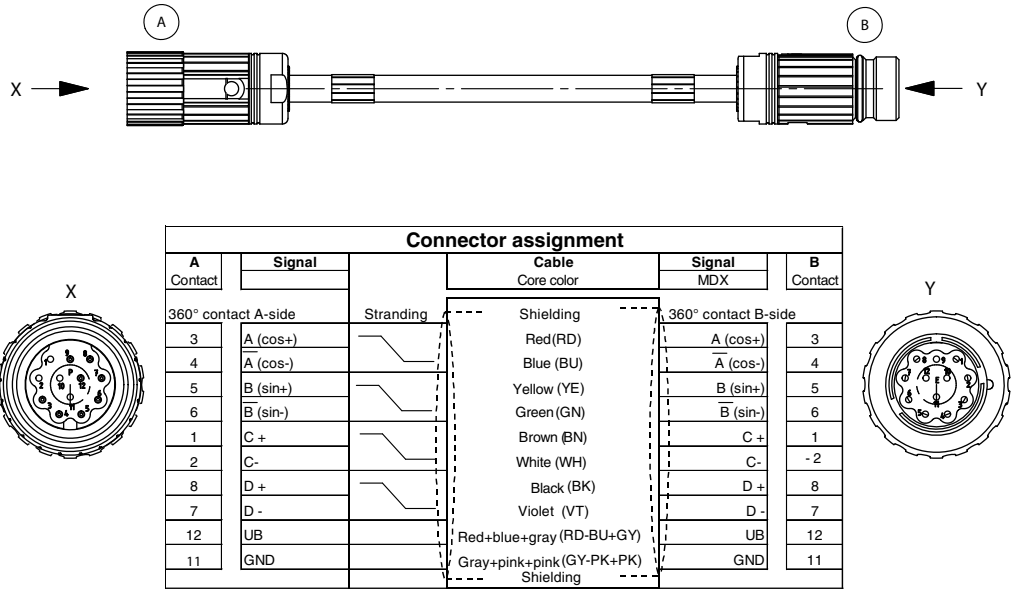 A
B
X
Y
Connector assignment
A Signal Cable Signal B
Contact Core color MDX Contact
X
Y
360° contact A-side Stranding Shielding 360° contact B-side
3 A (cos+) Red(RD) A (cos+) 3
4 A̅ (cos-) Blue (BU) A̅ (cos-) 4
5 B (sin+) Yellow (YE) B (sin+) 5
6 B̅ (sin-) Green(GN) B̅ (sin-) 6
1 C + Brown (BN) C + 1
2 C- White (WH) C- - 2
8 D + Black (BK) D + 8
7 D - Violet (VT) D - 7
12 UB Red+blue+gray (RD-BU+GY) UB 12
11 GND Gray+pink+pink (GY-PK+PK) GND 11
Shielding